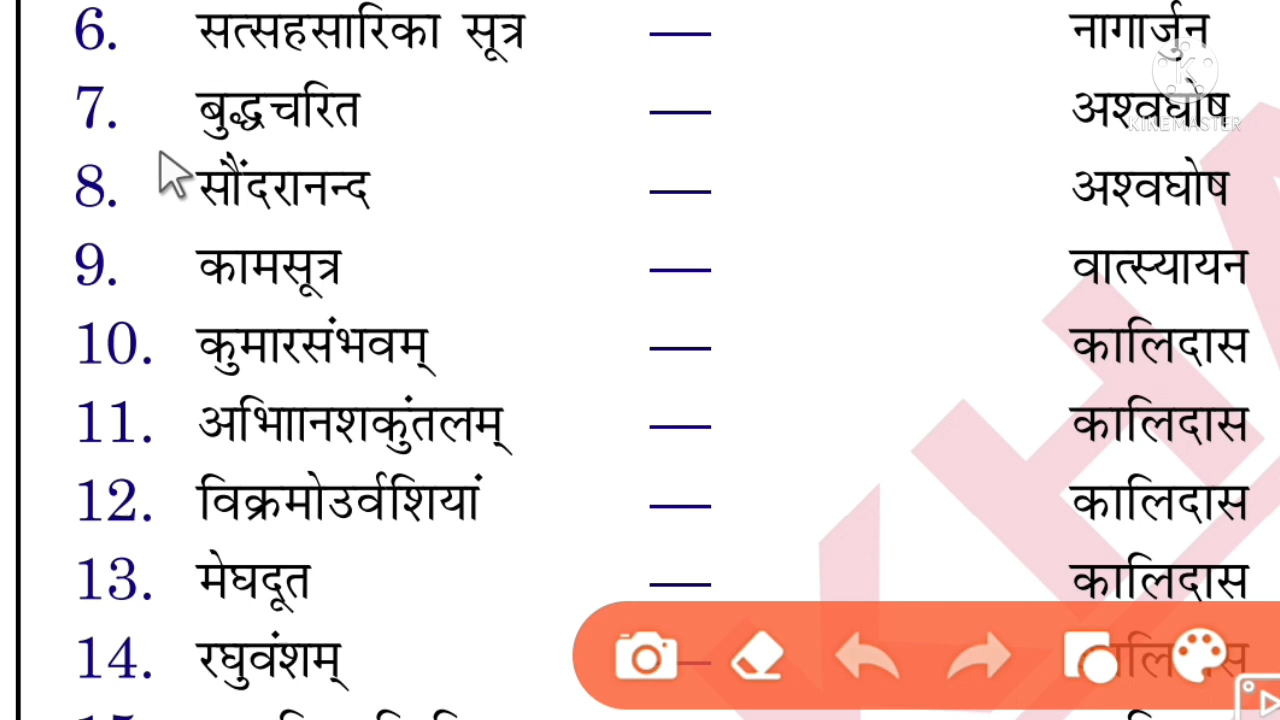 6. सत्सहसारिका सूत्र — नागार्जुन
7. बुद्धचरित — अश्वघोष
8. सौंदरानन्द — अश्वघोष
9. कामसूत्र — वात्स्यायन
10. कुमारसंभवम् — कालिदास
11. अभिाानशकुंतलम् — कालिदास
12. विक्रमोउर्वशियां — कालिदास
13. मेघदूत — कालिदास
14. रघुवंशम् —
KINEMASTER